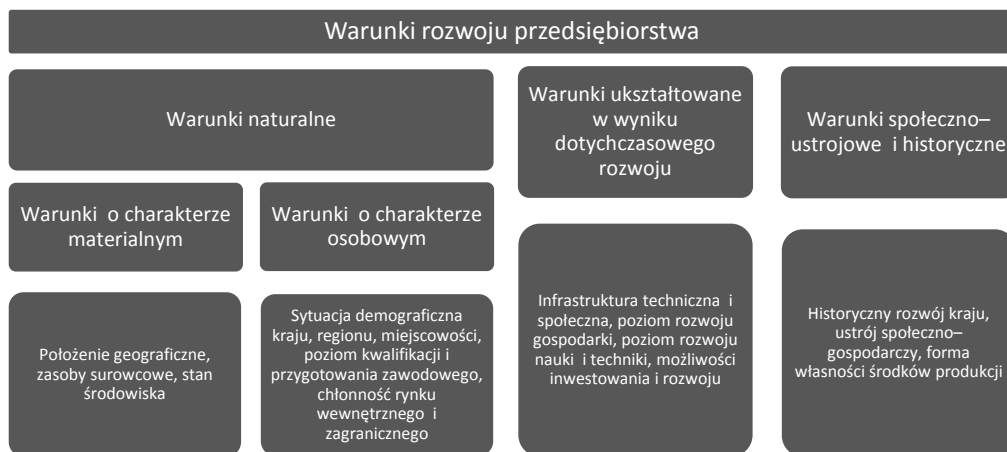 Warunki rozwoju przedsiębiorstwa
Warunki naturalne
Warunki ukształtowane
w wyniku
dotychczasowego
rozwoju
Warunki społeczno–
ustrojowe i historyczne
Warunki o charakterze
materialnym
Warunki o charakterze
osobowym
Położenie geograficzne,
zasoby surowcowe, stan
środowiska
Sytuacja demograficzna
kraju, regionu, miejscowości,
poziom kwalifikacji i
przygotowania zawodowego,
chłonność rynku
wewnętrznego i
zagranicznego
Infrastruktura techniczna i
społeczna, poziom rozwoju
gospodarki, poziom rozwoju
nauki i techniki, możliwości
inwestowania i rozwoju
Historyczny rozwój kraju,
ustrój społeczno–
gospodarczy, forma
własności środków produkcji